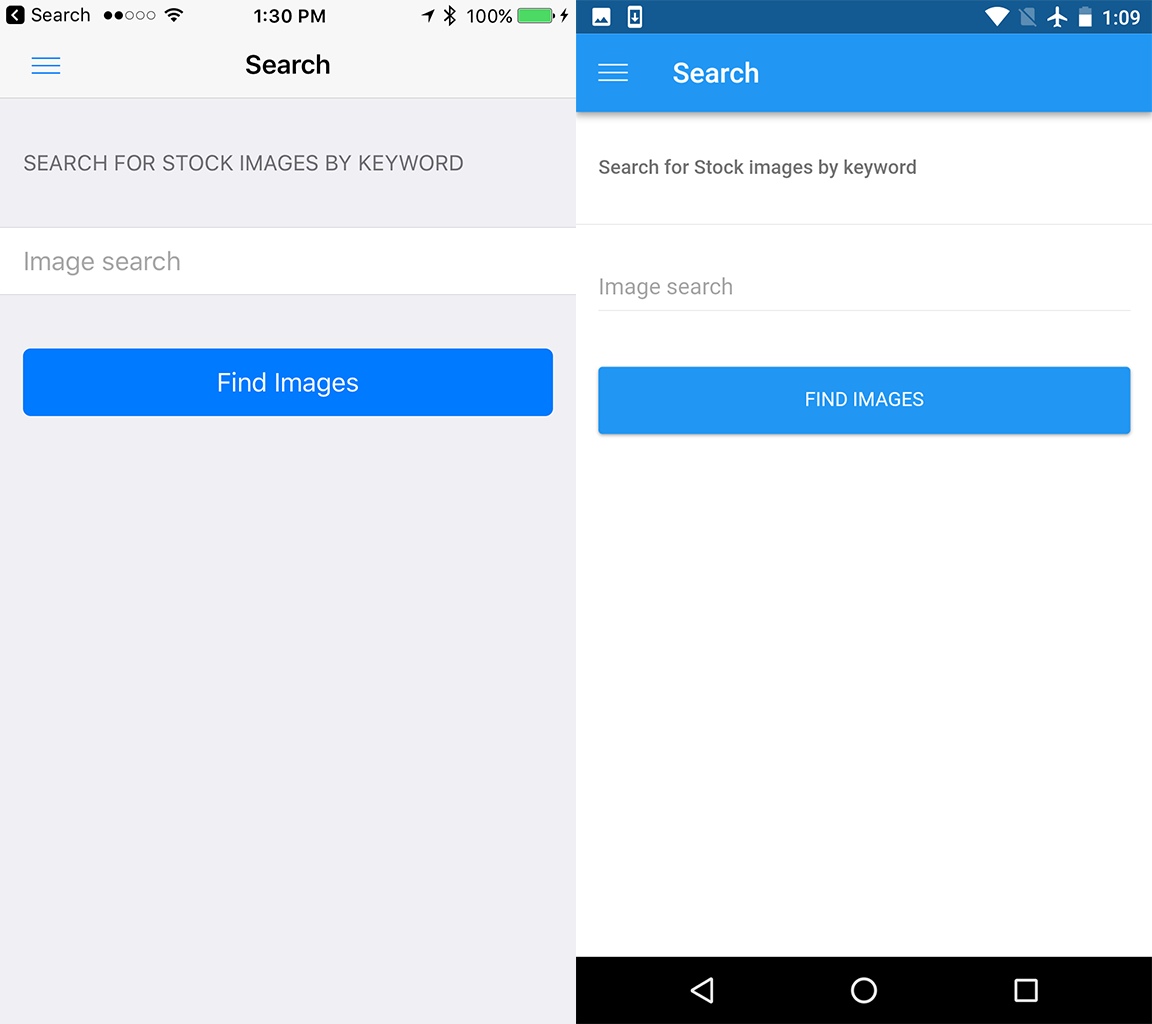 Search 1:30 PM 100%
Search
SEARCH FOR STOCK IMAGES BY KEYWORD
Image search
Find Images
1:09
Search
Search for Stock images by keyword
Image search
FIND IMAGES